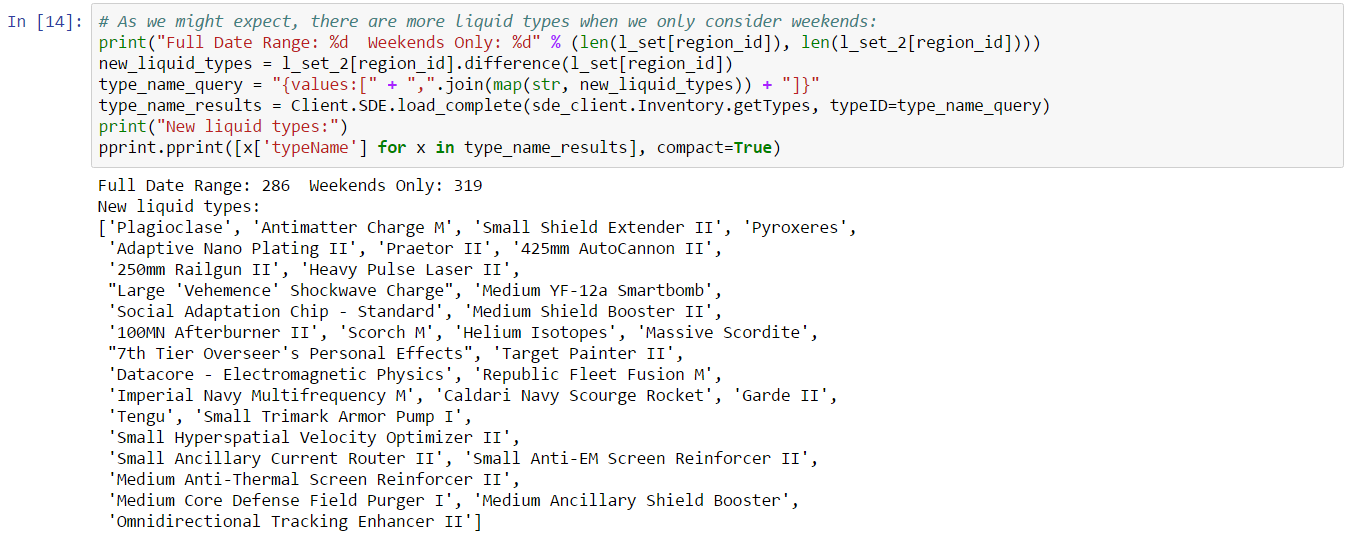 In [14]: # As we might expect, there are more liquid types when we only consider weekends:
print("Full Date Range: %d  Weekends Only: %d" % (len(l_set[region_id]), len(l_set_2[region_id])))
new_liquid_types = l_set_2[region_id].difference(l_set[region_id])
type_name_query = "{values:[" + ",".join(map(str, new_liquid_types)) + "]}"
type_name_results = Client.SDE.load_complete(sde_client.Inventory.getTypes, typeID=type_name_query)
print("New liquid types:")
pprint.pprint([x['typeName'] for x in type_name_results], compact=True)
Full Date Range: 286  Weekends Only: 319
New liquid types:
['Plagioclase', 'Antimatter Charge M', 'Small Shield Extender II', 'Pyroxeres',
 'Adaptive Nano Plating II', 'Praetor II', '425mm AutoCannon II',
 '250mm Railgun II', 'Heavy Pulse Laser II',
 "Large 'Vehemence' Shockwave Charge", 'Medium YF-12a Smartbomb',
 'Social Adaptation Chip - Standard', 'Medium Shield Booster II',
 '100MN Afterburner II', 'Scorch M', 'Helium Isotopes', 'Massive Scordite',
 "7th Tier Overseer's Personal Effects", 'Target Painter II',
 'Datacore - Electromagnetic Physics', 'Republic Fleet Fusion M',
 'Imperial Navy Multifrequency M', 'Caldari Navy Scourge Rocket', 'Garde II',
 'Tengu', 'Small Trimark Armor Pump I',
 'Small Hyperspatial Velocity Optimizer II',
 'Small Ancillary Current Router II', 'Small Anti-EM Screen Reinforcer II',
 'Medium Anti-Thermal Screen Reinforcer II',
 'Medium Core Defense Field Purger I', 'Medium Ancillary Shield Booster',
 'Omnidirectional Tracking Enhancer II']